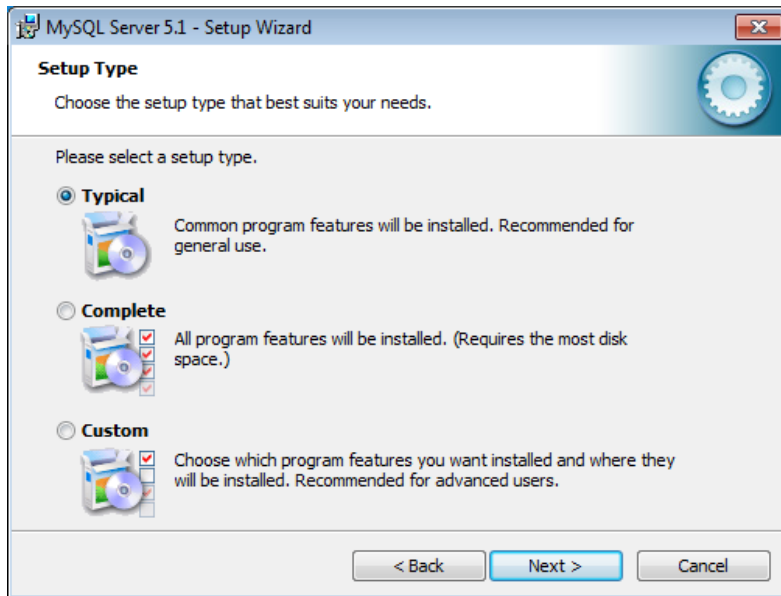 MySQL Server 5.1 - Setup Wizard
Setup Type
Choose the setup type that best suits your needs.
Please select a setup type.
Typical
Common program features will be installed. Recommended for
general use.
Complete
All program features will be installed. (Requires the most disk
space.)
Custom
Choose which program features you want installed and where they
will be installed. Recommended for advanced users.
< Back
Next >
Cancel